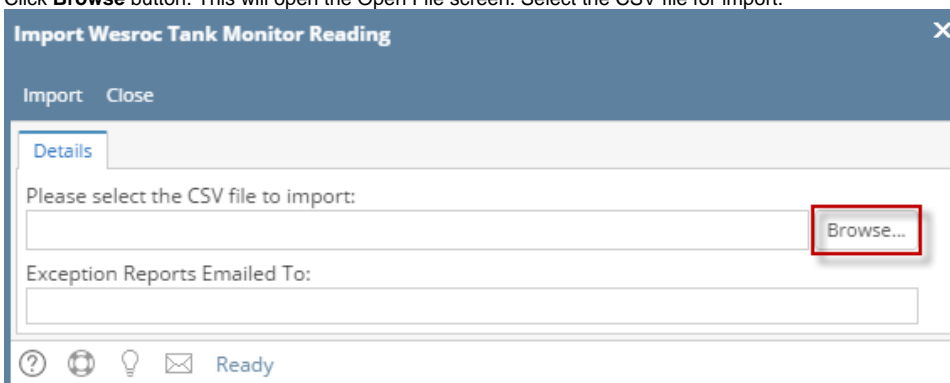 Click Browse button. This will open the Open File screen. Select the CSV file for import.
Import Wesroc Tank Monitor Reading
Import Close
Details
Please select the CSV file to import:
Browse...
Exception Reports Emailed To:
Ready